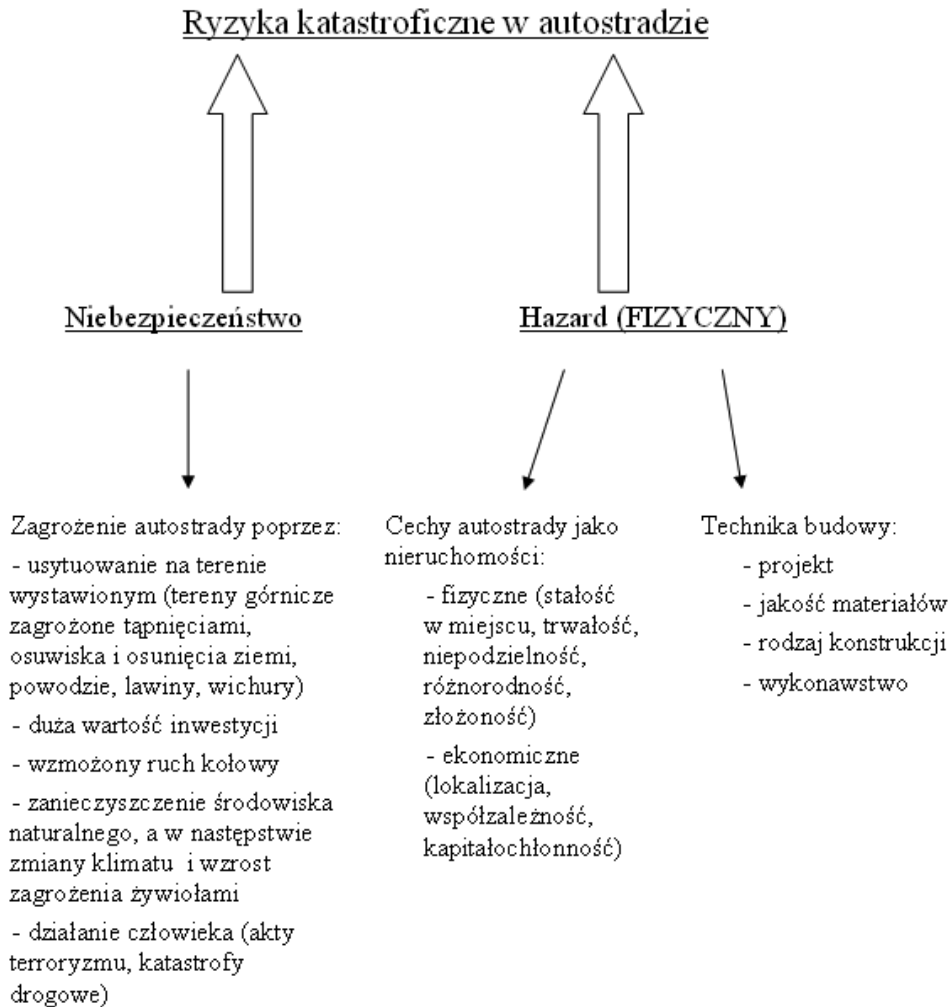 Ryzyka katastroficzne w autostradzie
Niebezpieczeństwo
Hazard (FIZYCZNY)
Zagrożenie autostrady poprzez:
- usytuowanie na terenie
wystawionym (tereny górnicze
zagrożone tąpnięciami,
osuwiska i osunięcia ziemi,
powodzie, lawiny, wichury)
- duża wartość inwestycji
- wzmożony ruch kołowy
- zanieczyszczenie środowiska
naturalnego, a w następstwie
zmiany klimatu i wzrost
zagrożenia żywiołami
- działanie człowieka (akty
terroryzmu, katastrofy
drogowe)
Cechy autostrady jako
nieruchomości:
- fizyczne (stałość
w miejscu, trwałość,
niepodzielność,
różnorodność,
złożoność)
- ekonomiczne
(lokalizacja,
współzależność,
kapitałochłonność)
Technika budowy:
- projekt
- jakość materiałów
- rodzaj konstrukcji
- wykonawstwo